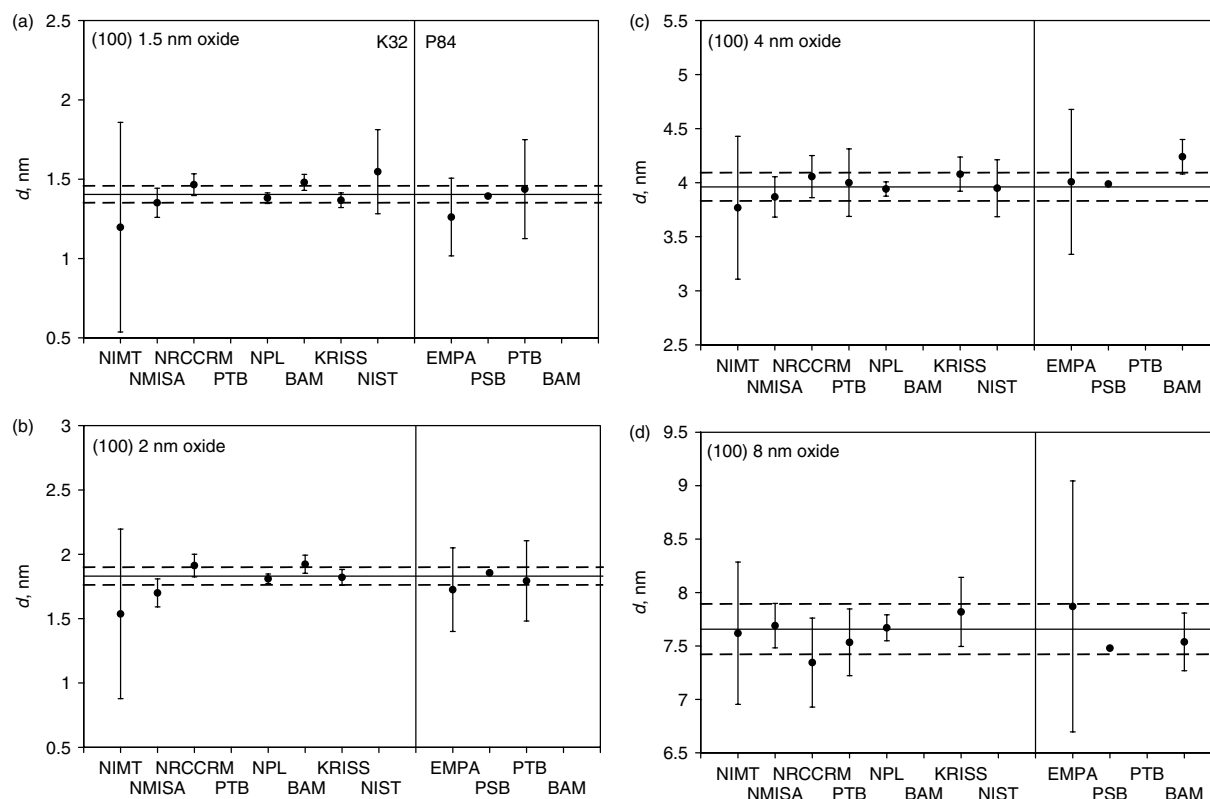 (a)
2.5
2
1.5
1
0.5
d, nm
(100) 1.5 nm oxide
K32
P84
NIMT NRCCRM NPL KRISS EMPA PTB
NMISA PTB BAM NIST PSB BAM
(b)
3
2.5
2
1.5
1
0.5
d, nm
(100) 2 nm oxide
NIMT NRCCRM NPL KRISS EMPA PTB
NMISA PTB BAM NIST PSB BAM
(c)
5.5
5
4.5
4
3.5
3
2.5
d, nm
(100) 4 nm oxide
NIMT NRCCRM NPL KRISS EMPA PTB
NMISA PTB BAM NIST PSB BAM
(d)
9.5
9
8.5
8
7.5
7
6.5
d, nm
(100) 8 nm oxide
NIMT NRCCRM NPL KRISS EMPA PTB
NMISA PTB BAM NIST PSB BAM